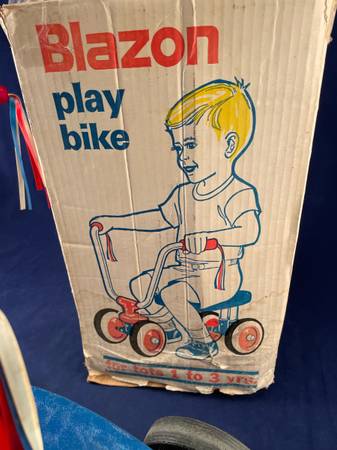 Blazon
play
bike
for tots 1 to 3 yrs.